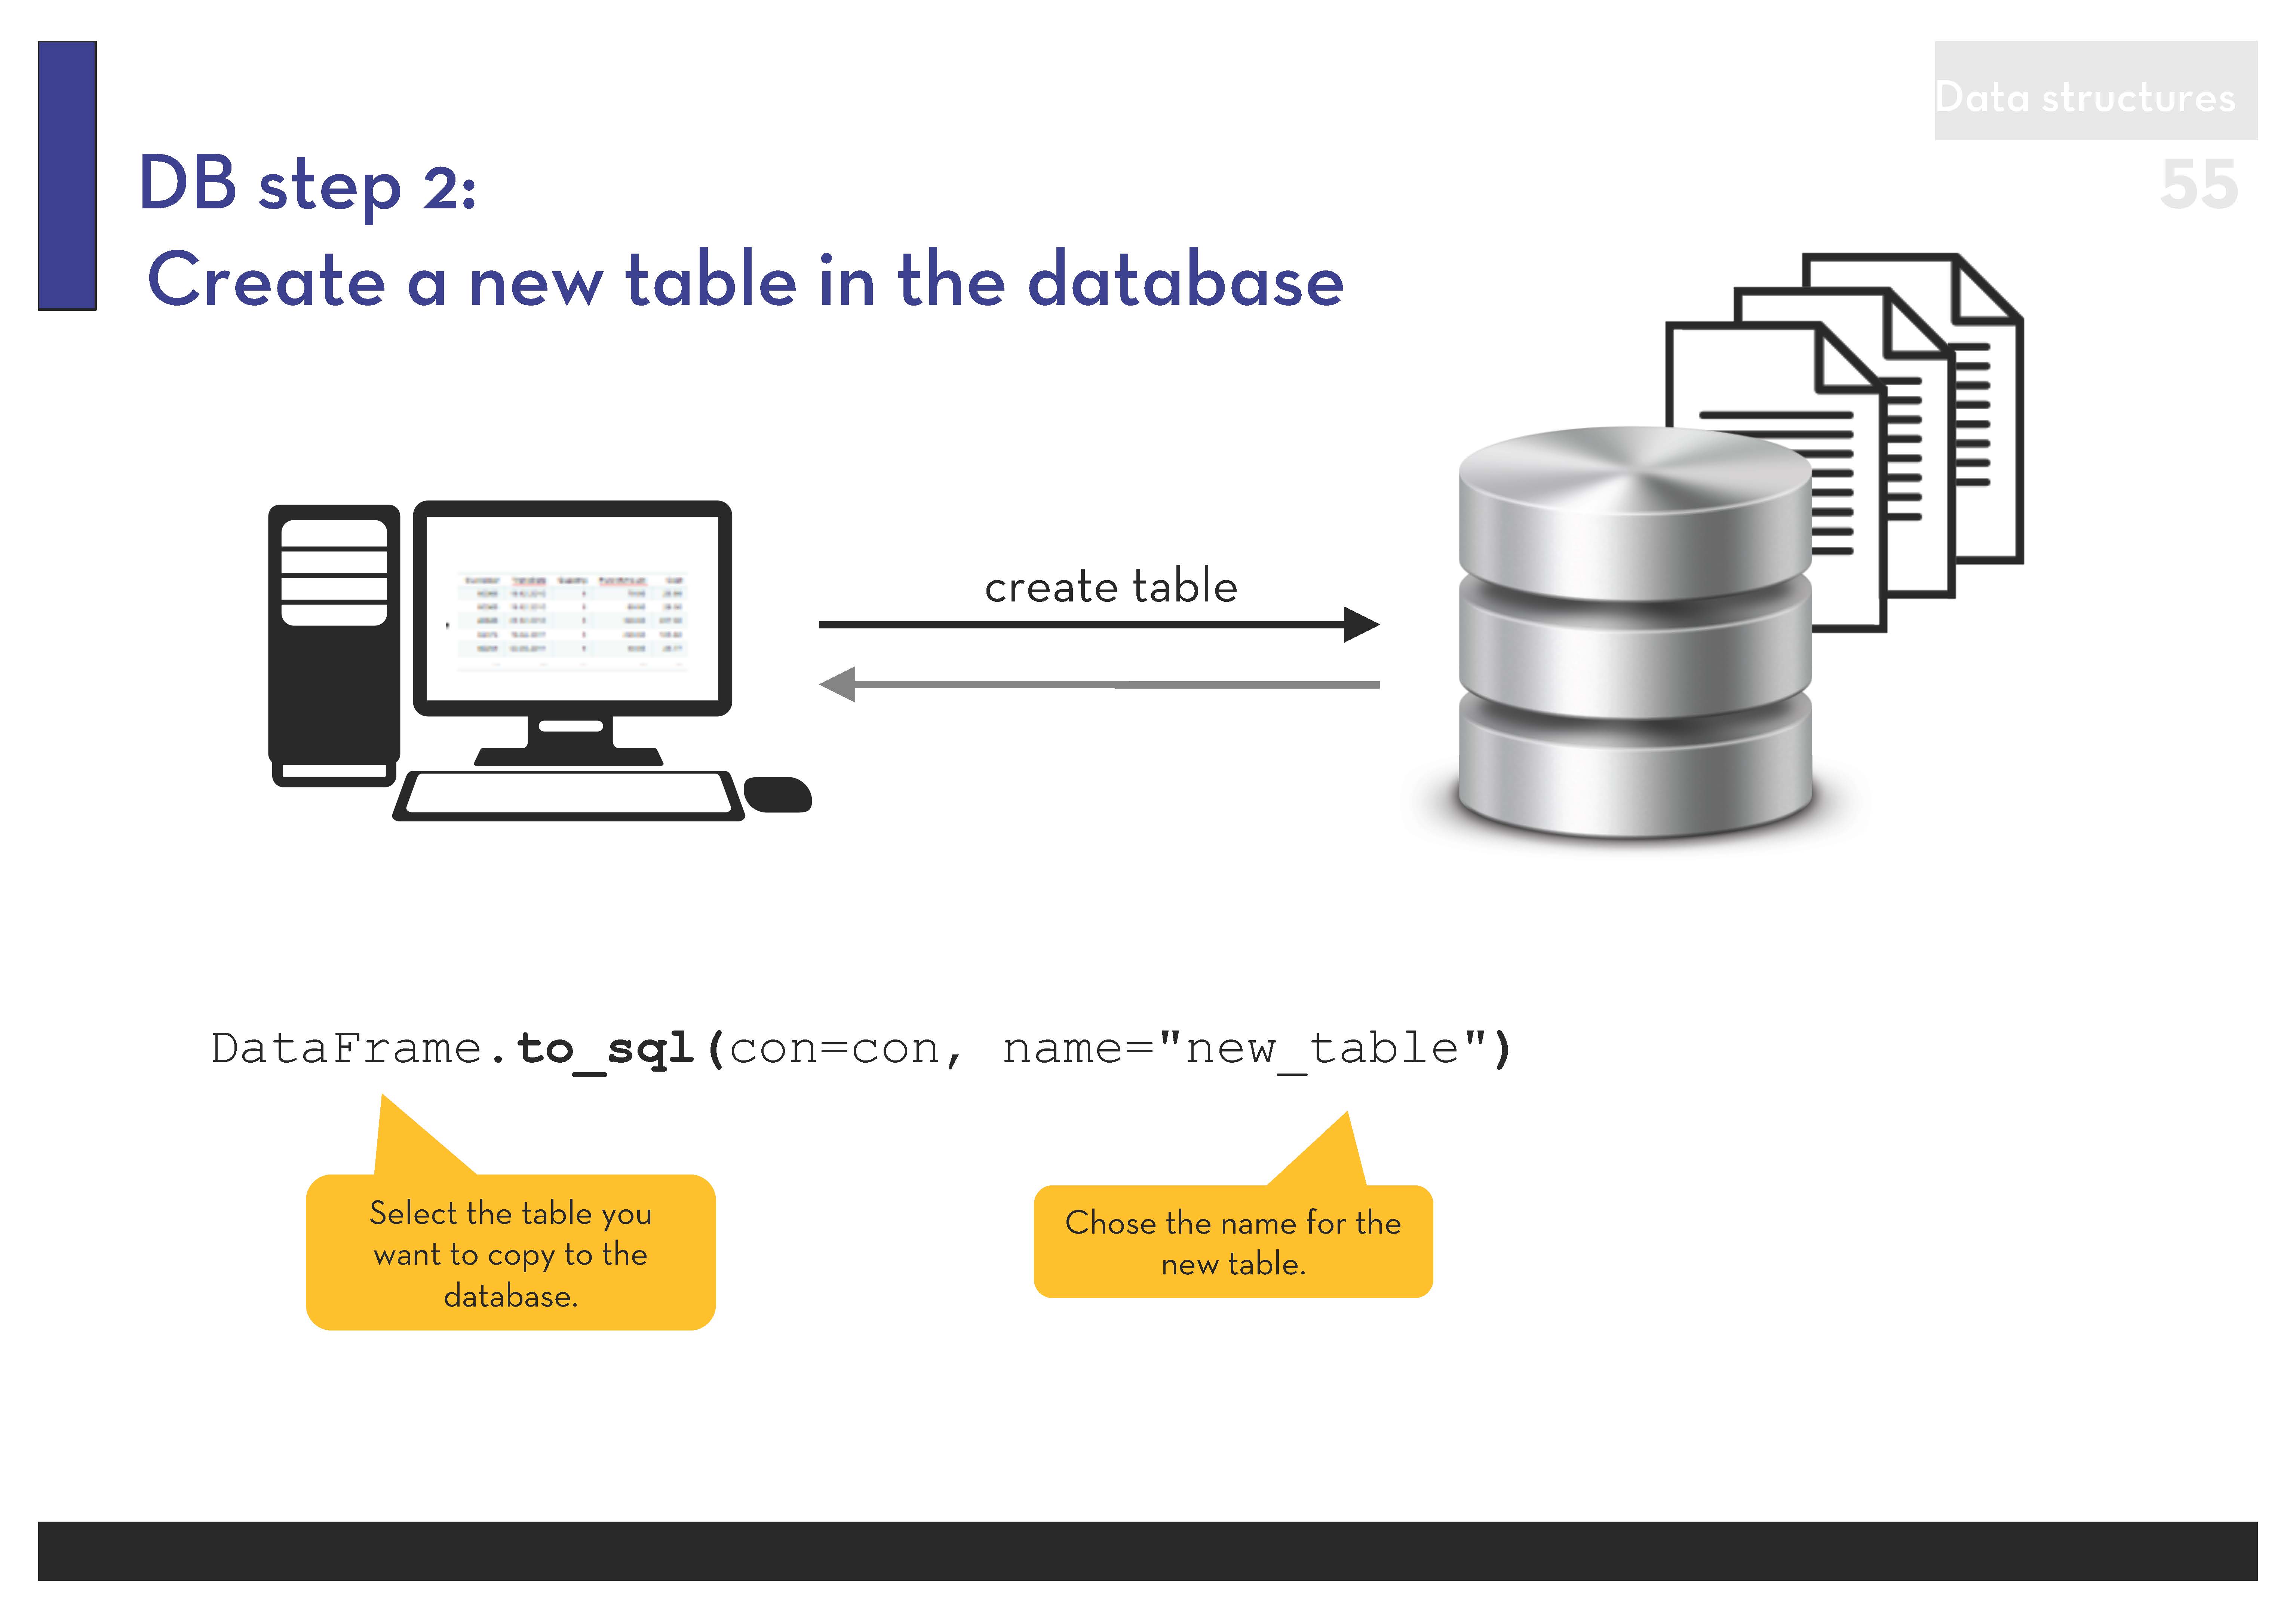 Data structures
55
DB step 2:
Create a new table in the database
create table
DataFrame.to_sql(con=con, name="new_table")
Select the table you
want to copy to the
database.
Chose the name for the
new table.